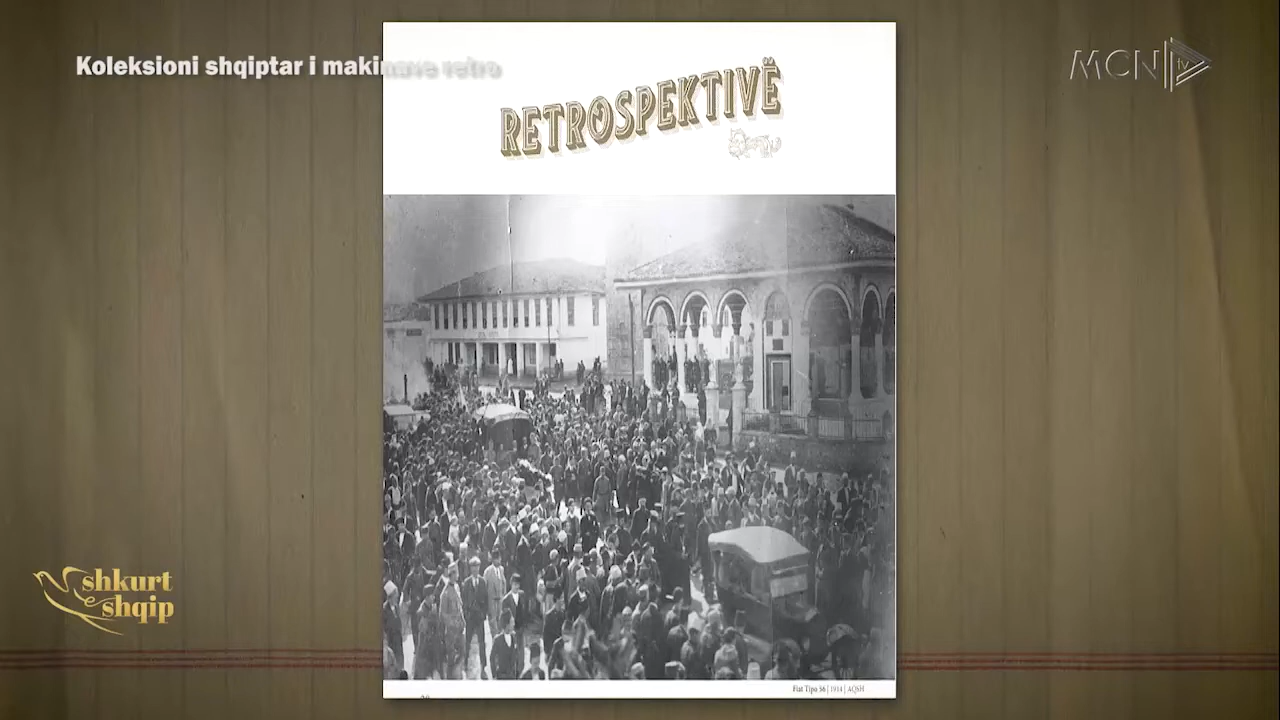 Koleksioni shqiptar i makinave retro
MCN TV
RETROSPEKTIVË
shkurt
e
shqip
Fiat Tipo 56 | 1914 | AQSH